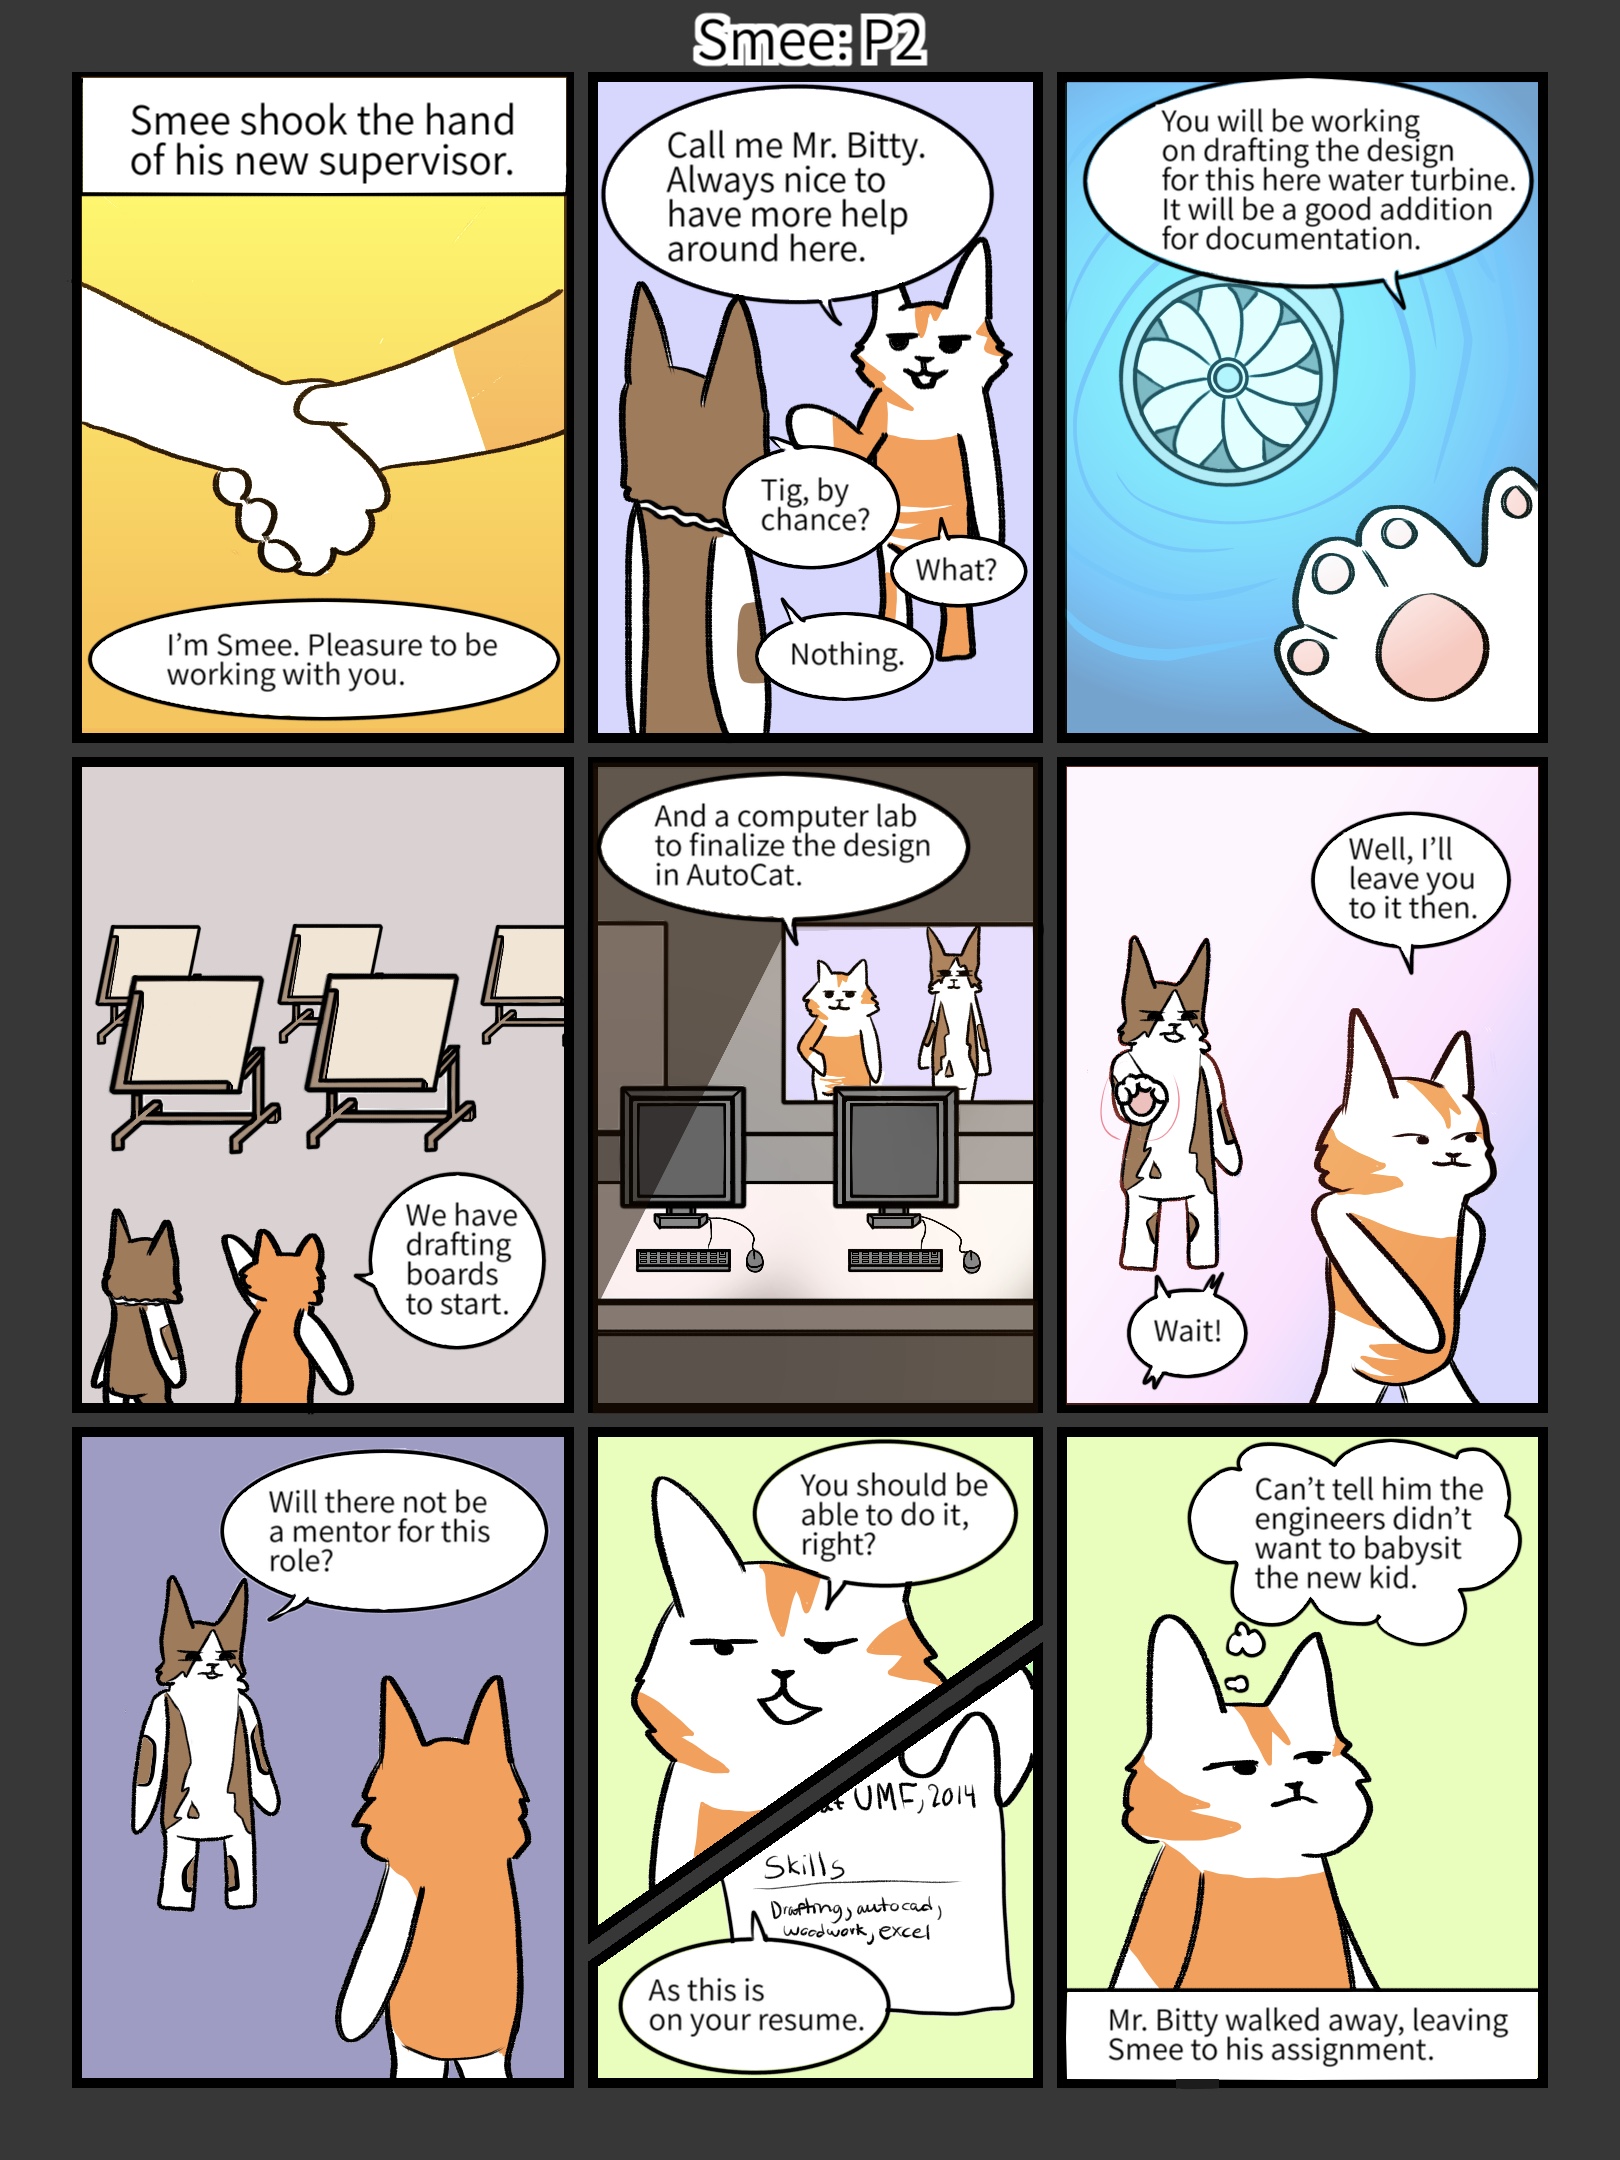 Smee: P2
Smee shook the hand
of his new supervisor.
I'm Smee. Pleasure to be
working with you.
Call me Mr. Bitty.
Always nice to
have more help
around here.
Tig, by
chance?
What?
Nothing.
You will be working
on drafting the design
for this here water turbine.
It will be a good addition
for documentation.
We have
drafting
boards
to start.
And a computer lab
to finalize the design
in AutoCat.
Well, I'll
leave you
to it then.
Wait!
Will there not be
a mentor for this
role?
You should be
able to do it,
right?
UMF, 2014
Skills
Drafting, autocad,
woodwork, excel
As this is
on your resume.
Can't tell him the
engineers didn't
want to babysit
the new kid.
Mr. Bitty walked away, leaving
Smee to his assignment.